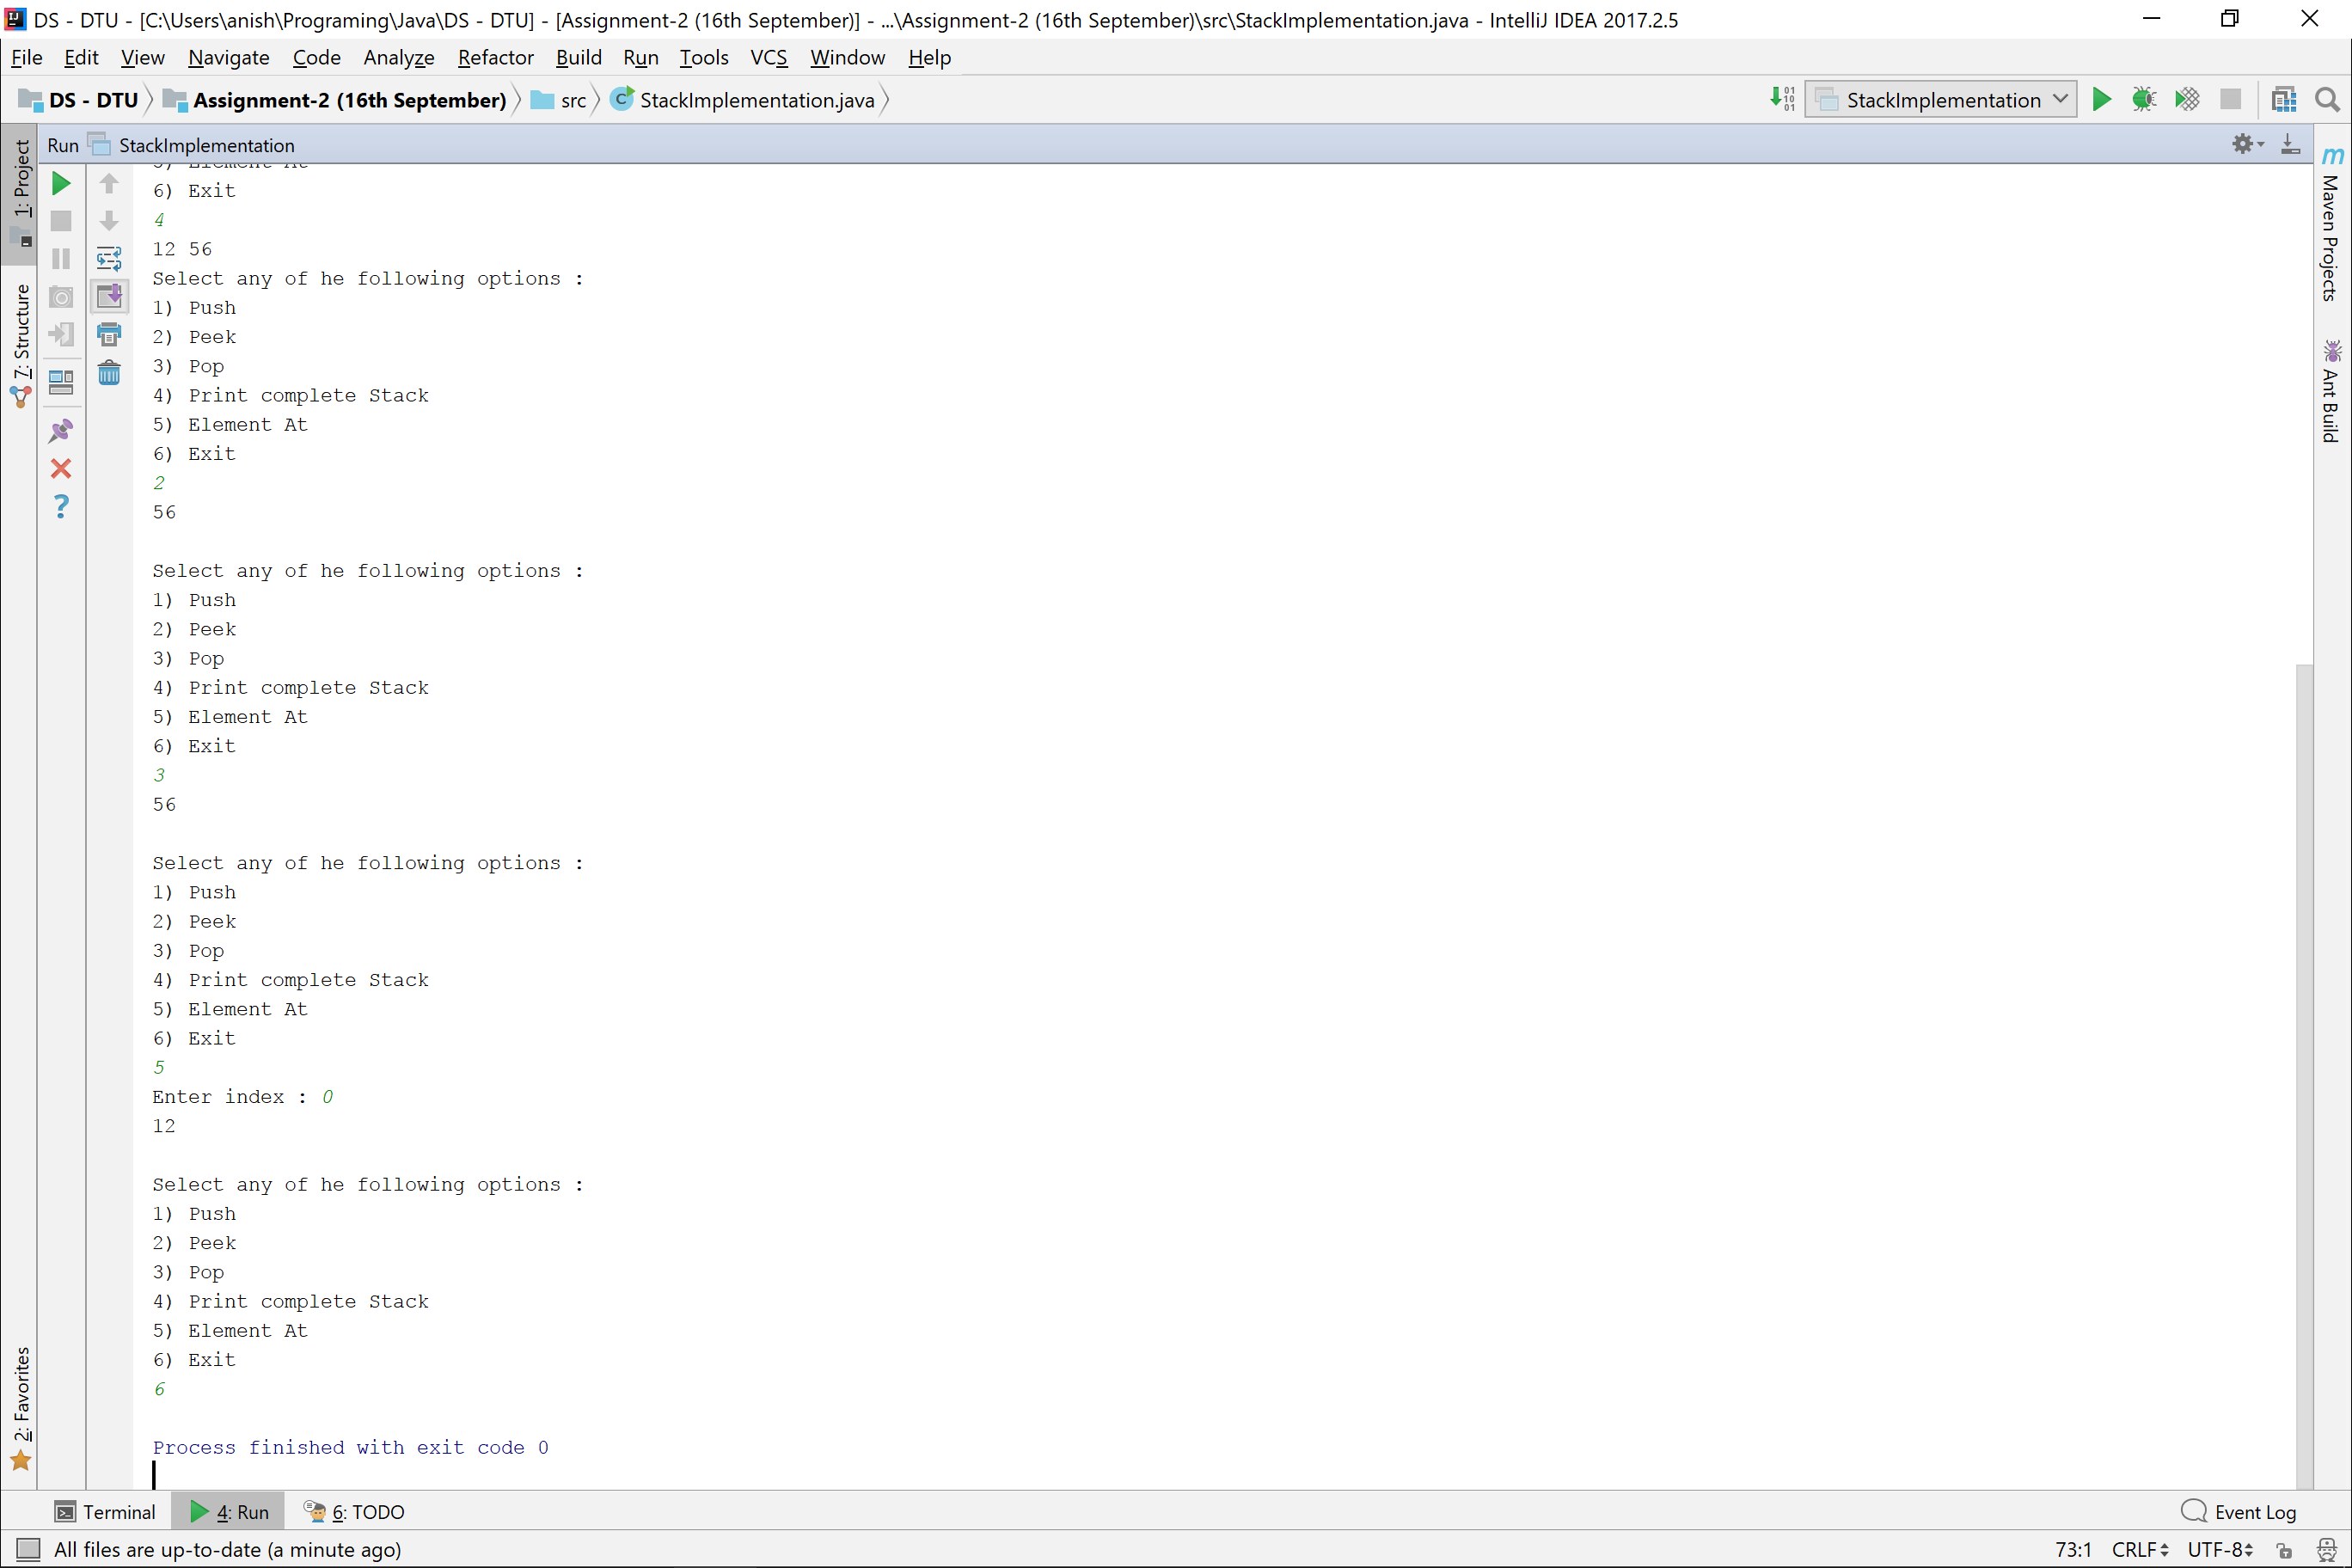 DS - DTU - [C:\Users\anish\Programing\Java\DS - DTU] - [Assignment-2 (16th September)] - ...\Assignment-2 (16th September)\src\StackImplementation.java - IntelliJ IDEA 2017.2.5
File Edit View Navigate Code Analyze Refactor Build Run Tools VCS Window Help
DS - DTU Assignment-2 (16th September) src StackImplementation.java StackImplementation
Run StackImplementation
1: Project
7: Structure
2: Favorites
Maven Projects
Ant Build
5) Element At
6) Exit
4
12 56
Select any of he following options :
1) Push
2) Peek
3) Pop
4) Print complete Stack
5) Element At
6) Exit
2
56
Select any of he following options :
1) Push
2) Peek
3) Pop
4) Print complete Stack
5) Element At
6) Exit
3
56
Select any of he following options :
1) Push
2) Peek
3) Pop
4) Print complete Stack
5) Element At
6) Exit
5
Enter index : 0
12
Select any of he following options :
1) Push
2) Peek
3) Pop
4) Print complete Stack
5) Element At
6) Exit
6
Process finished with exit code 0
Terminal 4: Run 6: TODO Event Log
All files are up-to-date (a minute ago) 73:1 CRLF UTF-8